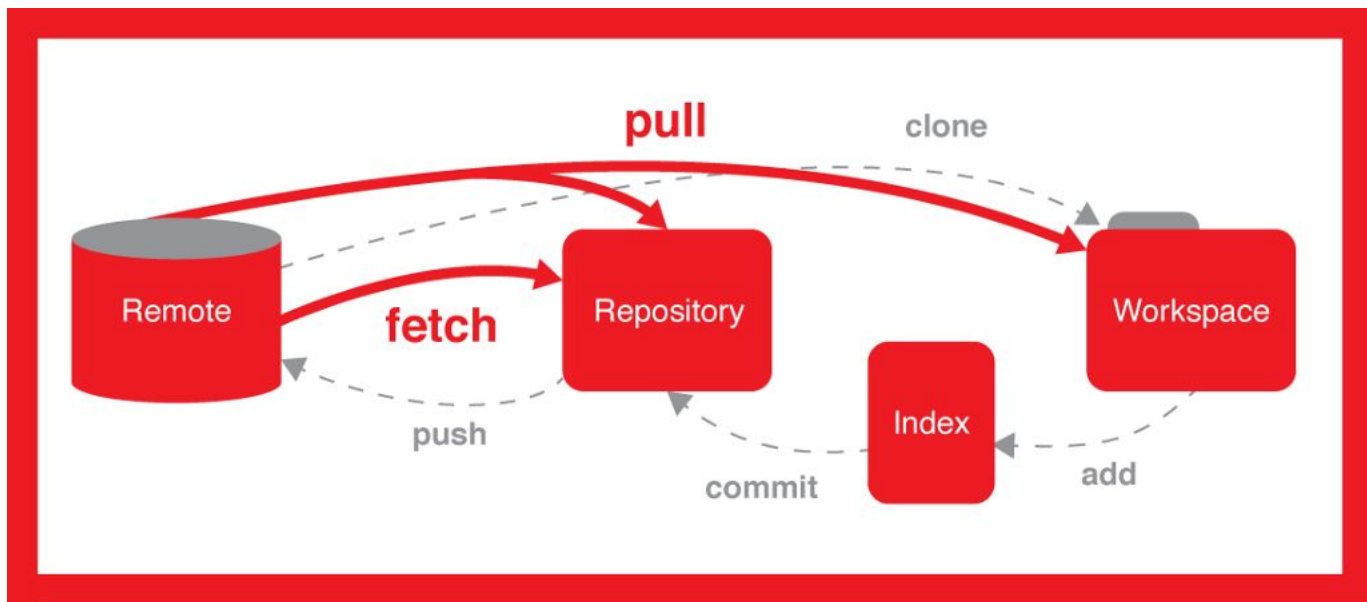 pull
clone
Remote
fetch
Repository
Workspace
push
Index
commit
add